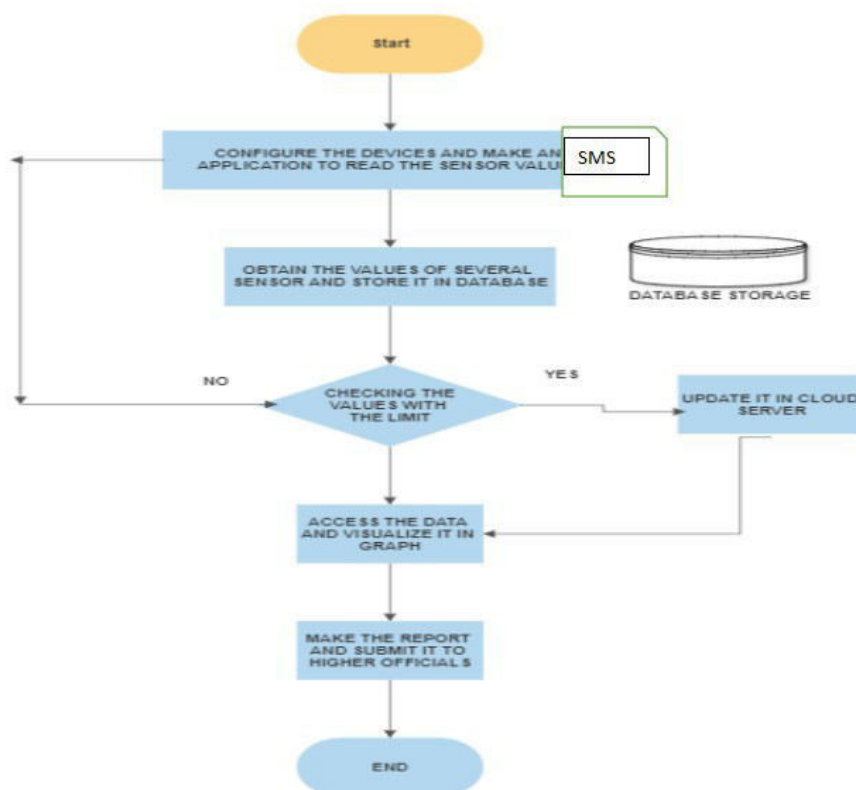 Start
CONFIGURE THE DEVICES AND MAKE AN
APPLICATION TO READ THE SENSOR VALU
SMS
OBTAIN THE VALUES OF SEVERAL
SENSOR AND STORE IT IN DATABASE
DATABASE STORAGE
NO
CHECKING THE
VALUES WITH
THE LIMIT
YES
UPDATE IT IN CLOUD
SERVER
ACCESS THE DATA
AND VISUALIZE IT IN
GRAPH
MAKE THE REPORT
AND SUBMIT IT TO
HIGHER OFFICIALS
END